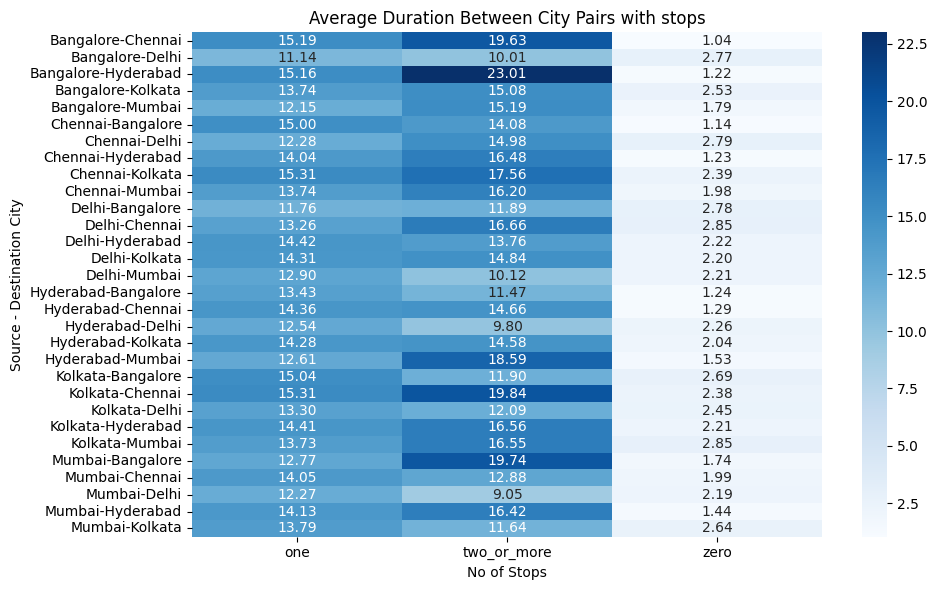 Average Duration Between City Pairs with stops
Source - Destination City
Bangalore-Chennai 15.19 19.63 1.04
Bangalore-Delhi 11.14 10.01 2.77
Bangalore-Hyderabad 15.16 23.01 1.22
Bangalore-Kolkata 13.74 15.08 2.53
Bangalore-Mumbai 12.15 15.19 1.79
Chennai-Bangalore 15.00 14.08 1.14
Chennai-Delhi 12.28 14.98 2.79
Chennai-Hyderabad 14.04 16.48 1.23
Chennai-Kolkata 15.31 17.56 2.39
Chennai-Mumbai 13.74 16.20 1.98
Delhi-Bangalore 11.76 11.89 2.78
Delhi-Chennai 13.26 16.66 2.85
Delhi-Hyderabad 14.42 13.76 2.22
Delhi-Kolkata 14.31 14.84 2.20
Delhi-Mumbai 12.90 10.12 2.21
Hyderabad-Bangalore 13.43 11.47 1.24
Hyderabad-Chennai 14.36 14.66 1.29
Hyderabad-Delhi 12.54 9.80 2.26
Hyderabad-Kolkata 14.28 14.58 2.04
Hyderabad-Mumbai 12.61 18.59 1.53
Kolkata-Bangalore 15.04 11.90 2.69
Kolkata-Chennai 15.31 19.84 2.38
Kolkata-Delhi 13.30 12.09 2.45
Kolkata-Hyderabad 14.41 16.56 2.21
Kolkata-Mumbai 13.73 16.55 2.85
Mumbai-Bangalore 12.77 19.74 1.74
Mumbai-Chennai 14.05 12.88 1.99
Mumbai-Delhi 12.27 9.05 2.19
Mumbai-Hyderabad 14.13 16.42 1.44
Mumbai-Kolkata 13.79 11.64 2.64
one two_or_more zero
No of Stops
22.5
20.0
17.5
15.0
12.5
10.0
7.5
5.0
2.5